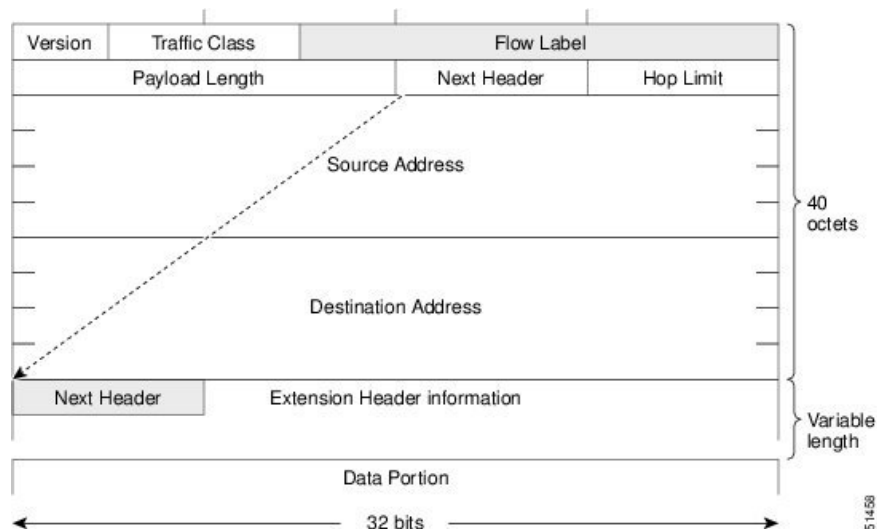 Version Traffic Class Flow Label
Payload Length Next Header Hop Limit
Source Address
40
octets
Destination Address
Next Header Extension Header information
Variable
length
Data Portion
32 bits
51458